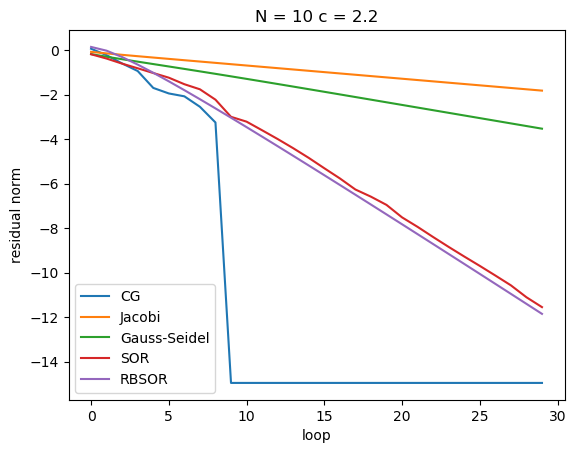 N = 10 c = 2.2
residual norm
0
−2
−4
−6
−8
−10
−12
−14
CG
Jacobi
Gauss-Seidel
SOR
RBSOR
0 5 10 15 20 25 30
loop